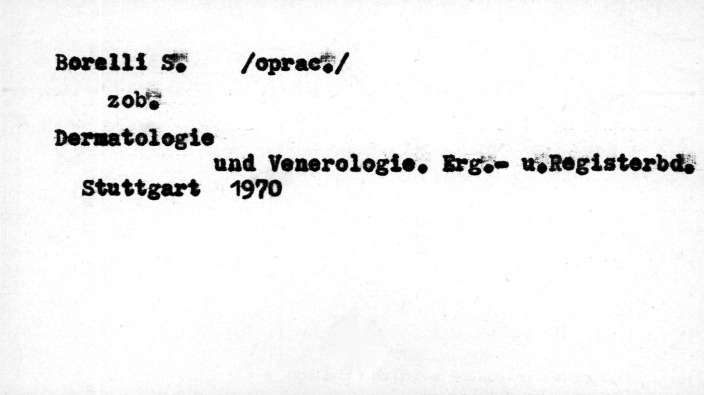 Borelli S. /oprac./
zob.
Dermatologie
und Venerologie. Erg.- u.Registerbd.
Stuttgart 1970